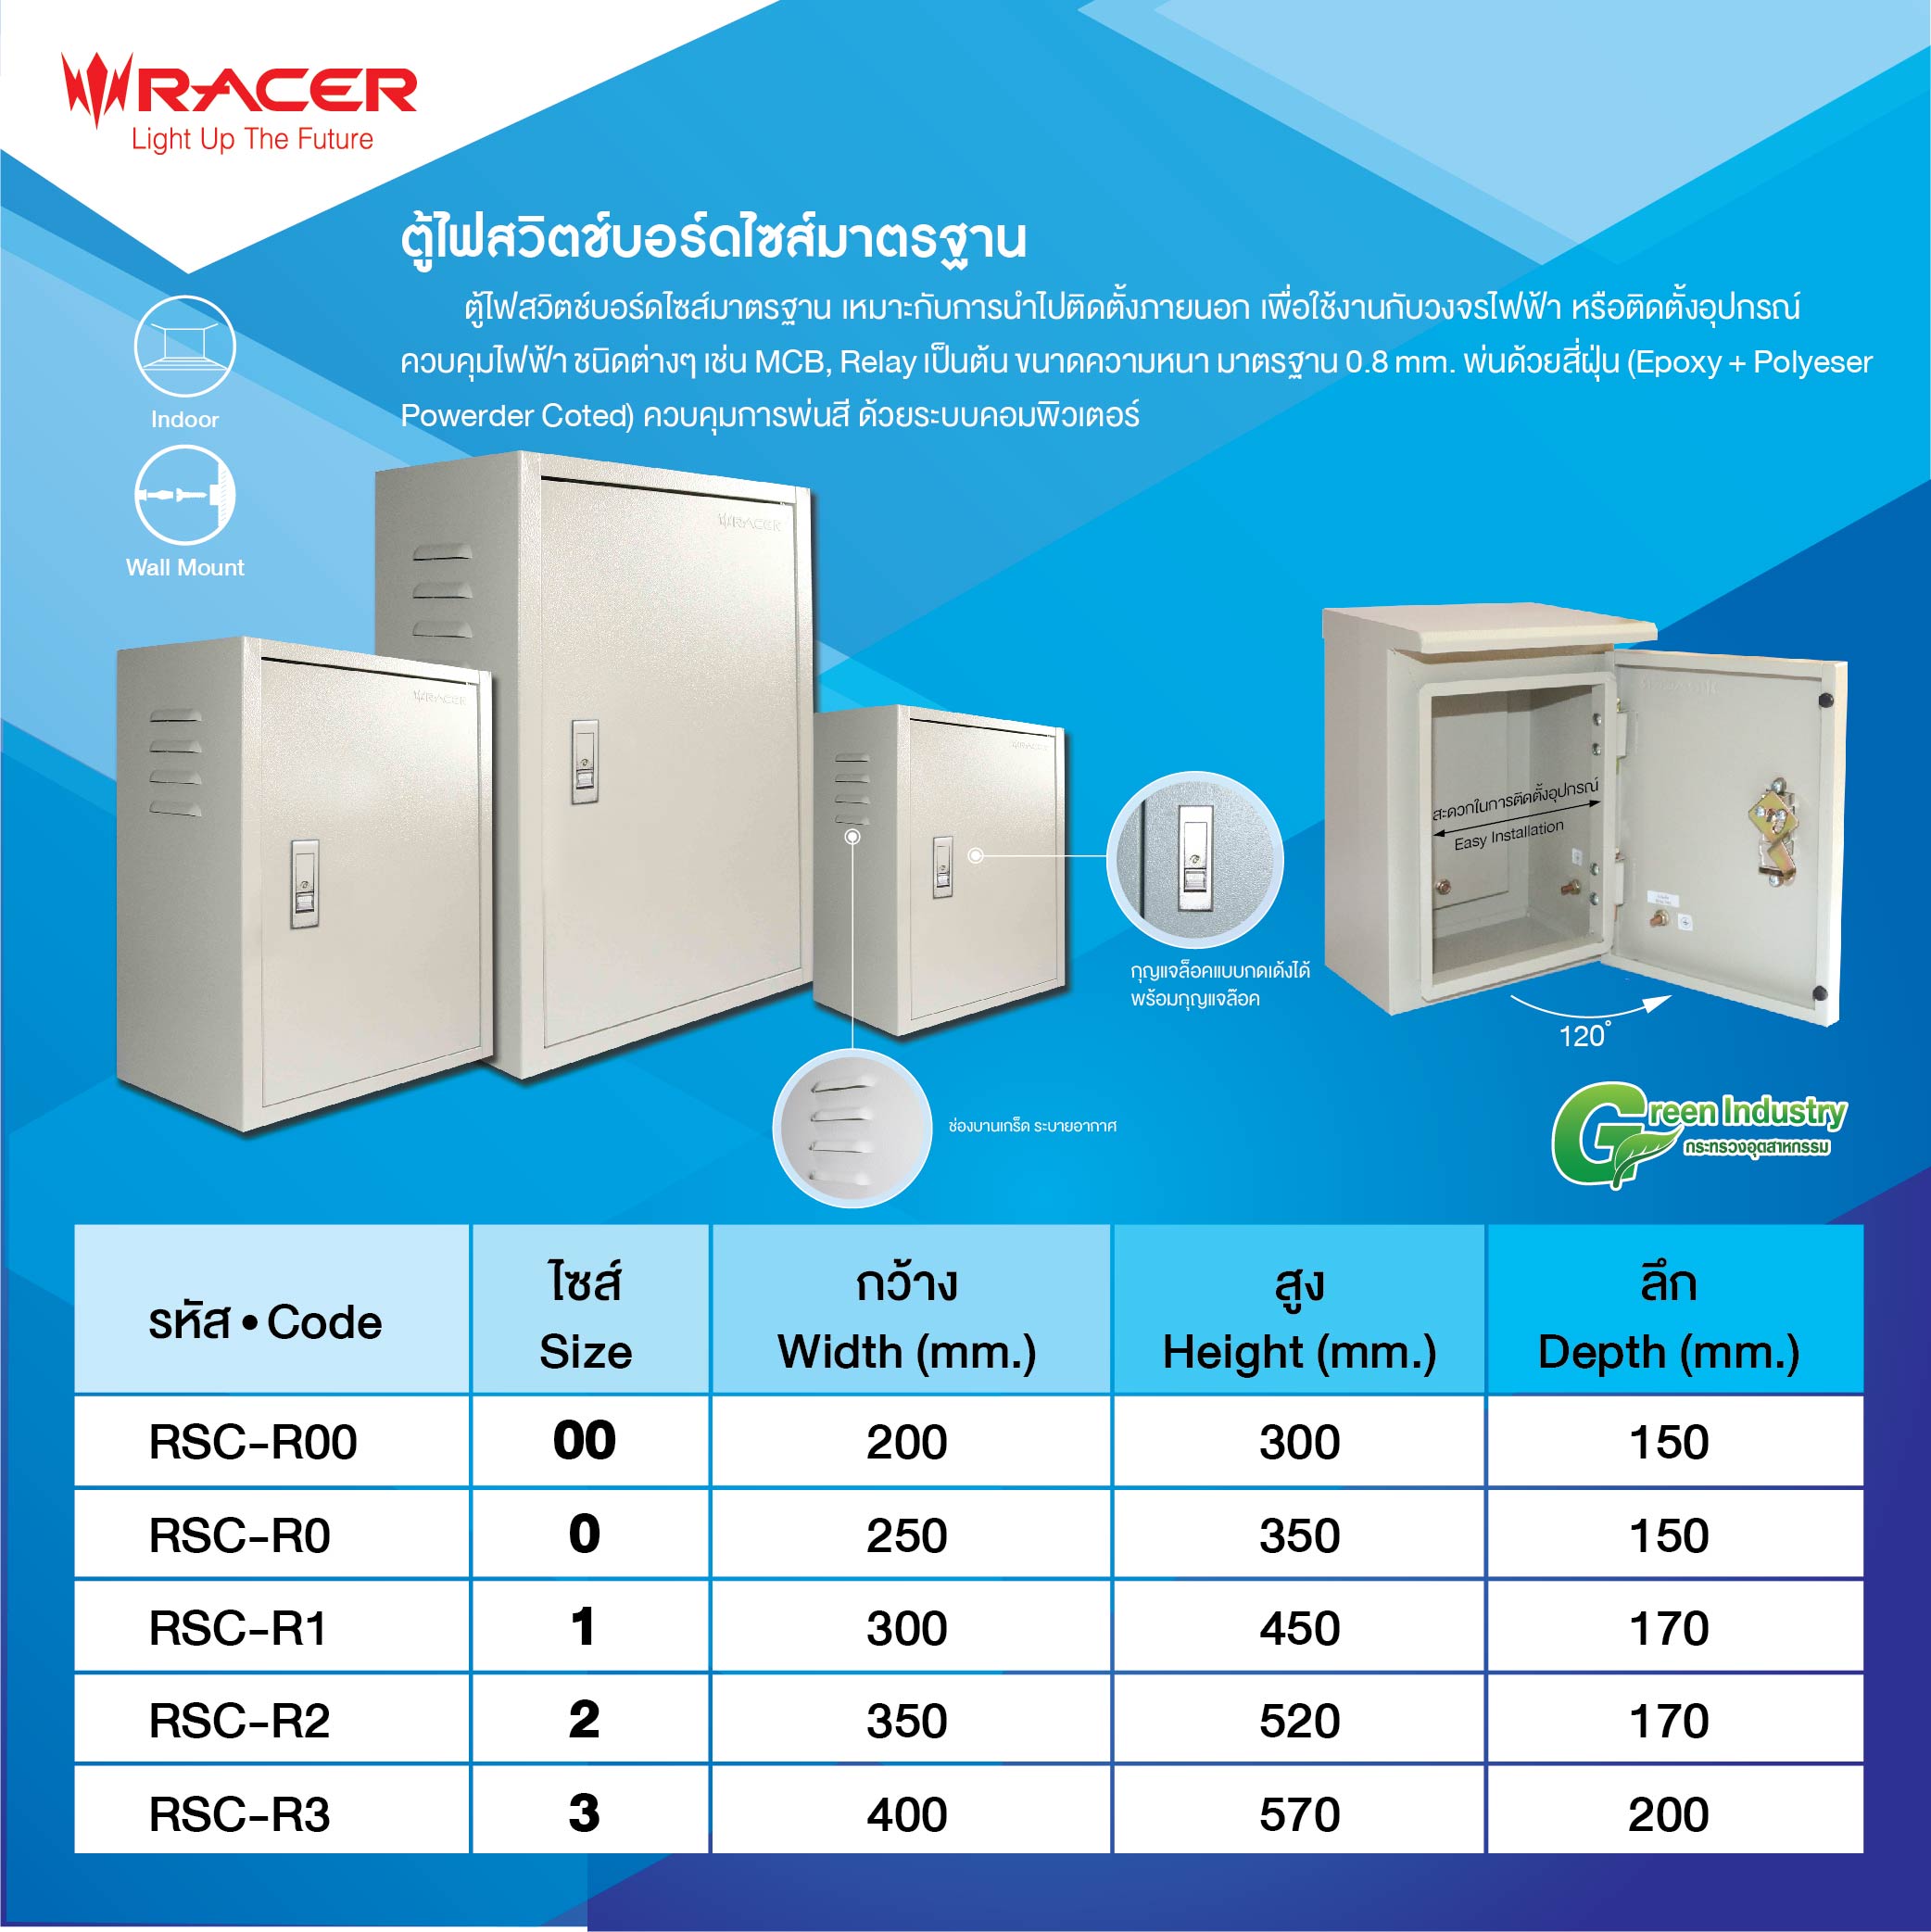 RACER
Light Up The Future
ตู้ไฟสวิตช์บอร์ดไซส์มาตรฐาน
ตู้ไฟสวิตช์บอร์ดไซส์มาตรฐาน เหมาะกับการนำไปติดตั้งภายนอก เพื่อใช้งานกับวงจรไฟฟ้า หรือติดตั้งอุปกรณ์
ควบคุมไฟฟ้า ชนิดต่างๆ เช่น MCB, Relay เป็นต้น ขนาดความหนา มาตรฐาน 0.8 mm. พ่นด้วยสี่ฝุ่น (Epoxy + Polyeser
Powerder Coted) ควบคุมการพ่นสี ด้วยระบบคอมพิวเตอร์
Indoor
Wall Mount
RACER
RACER
RACER
สะดวกในการติดตั้งอุปกรณ์
Easy Installation
กุญแจล็อคแบบกดเด้งได้
พร้อมกุญแจล๊อค
120°
ช่องบานเกร็ด ระบายอากาศ
Green Industry
กระทรวงอุตสาหกรรม
รหัส • Code ไซส์ Size กว้าง Width (mm.) สูง Height (mm.) ลึก Depth (mm.)
RSC-R00 00 200 300 150
RSC-R0 0 250 350 150
RSC-R1 1 300 450 170
RSC-R2 2 350 520 170
RSC-R3 3 400 570 200